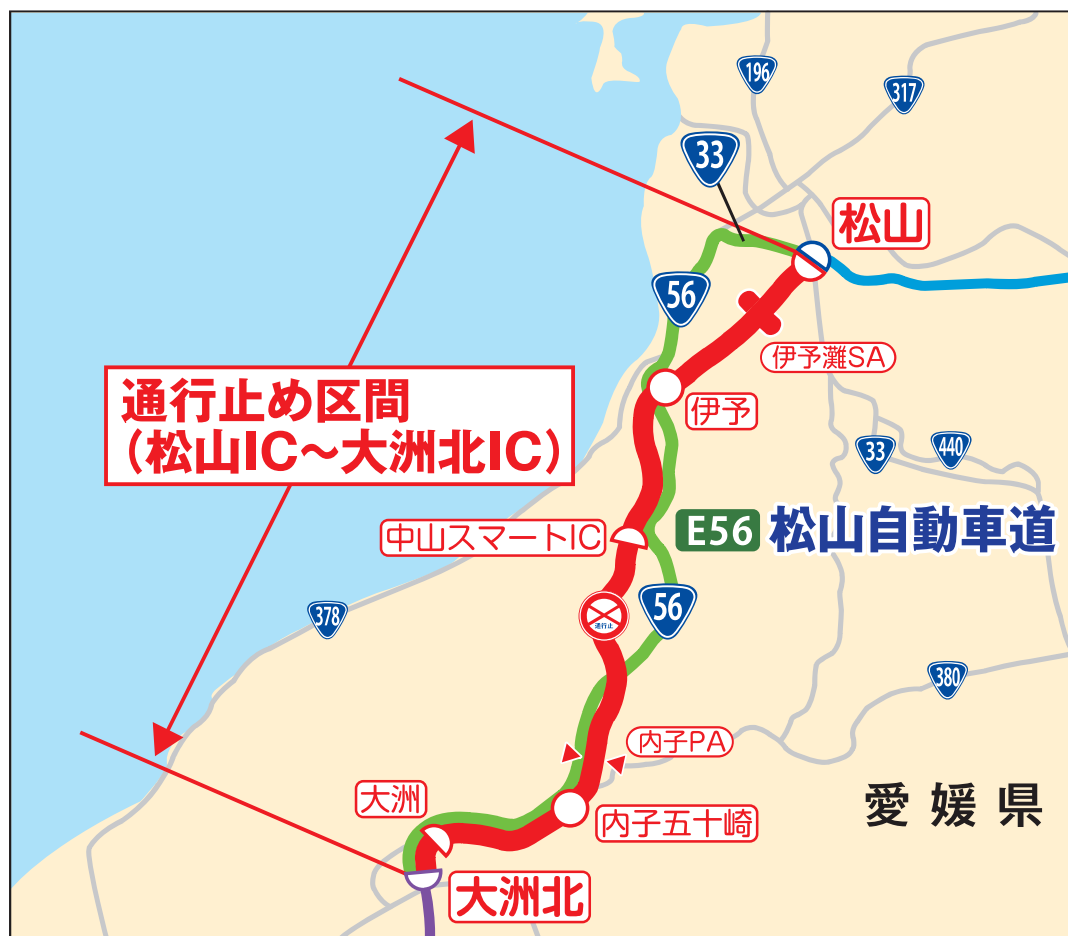 196
317
33
松山
56
伊予灘SA
伊予
通行止め区間
(松山IC～大洲北IC)
33
440
中山スマートIC
E56 松山自動車道
378
通行止
56
380
内子PA
大洲
内子五十崎
愛媛県
大洲北